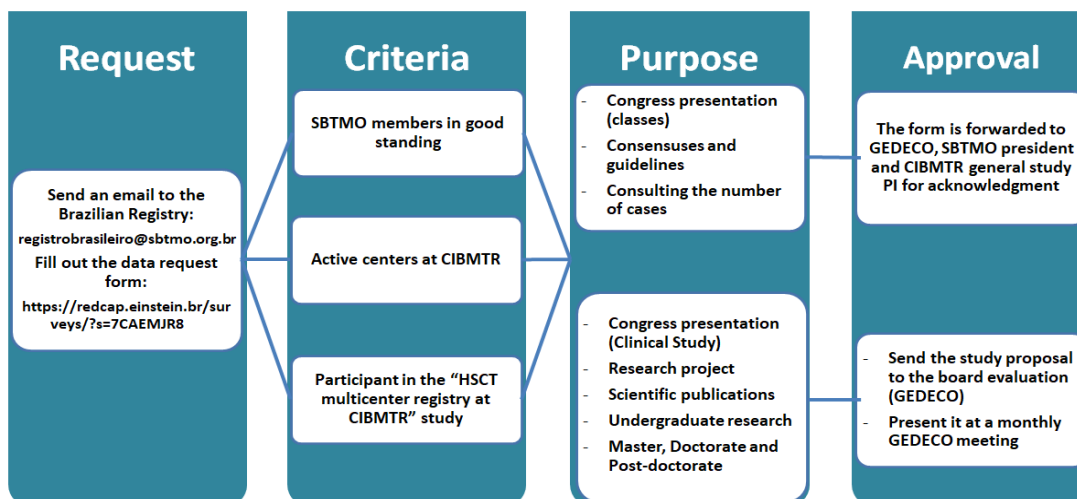 Request
Send an email to the
Brazilian Registry:
registrobrasileiro@sbtmo.org.br
Fill out the data request
form:
https://redcap.einstein.br/sur
veys/?s=7CAEMJR8
Criteria
SBTMO members in good
standing
Active centers at CIBMTR
Participant in the “HSCT
multicenter registry at
CIBMTR” study
Purpose
- Congress presentation
(classes)
- Consensuses and
guidelines
- Consulting the number
of cases
- Congress presentation
(Clinical Study)
- Research project
- Scientific publications
- Undergraduate research
- Master, Doctorate and
Post-doctorate
Approval
The form is forwarded to
GEDECO, SBTMO president
and CIBMTR general study
PI for acknowledgment
- Send the study proposal
to the board evaluation
(GEDECO)
- Present it at a monthly
GEDECO meeting